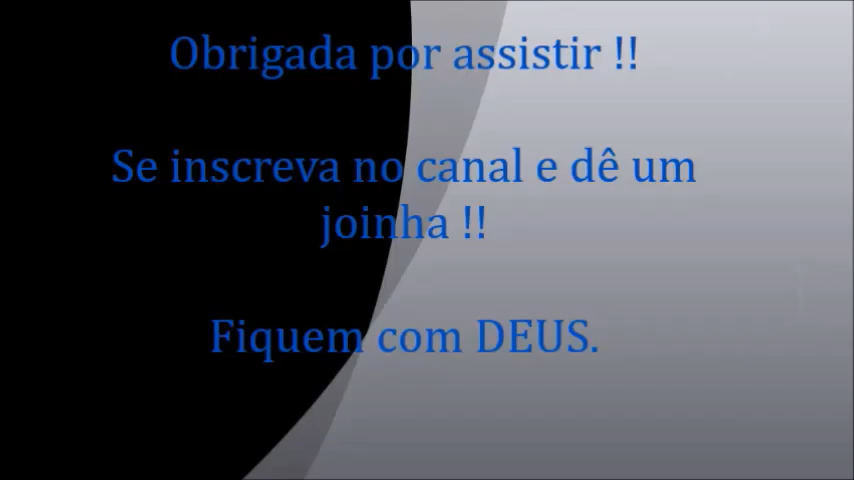 Obrigada por assistir !!
Se inscreva no canal e dê um
joinha !!
Fiquem com DEUS.